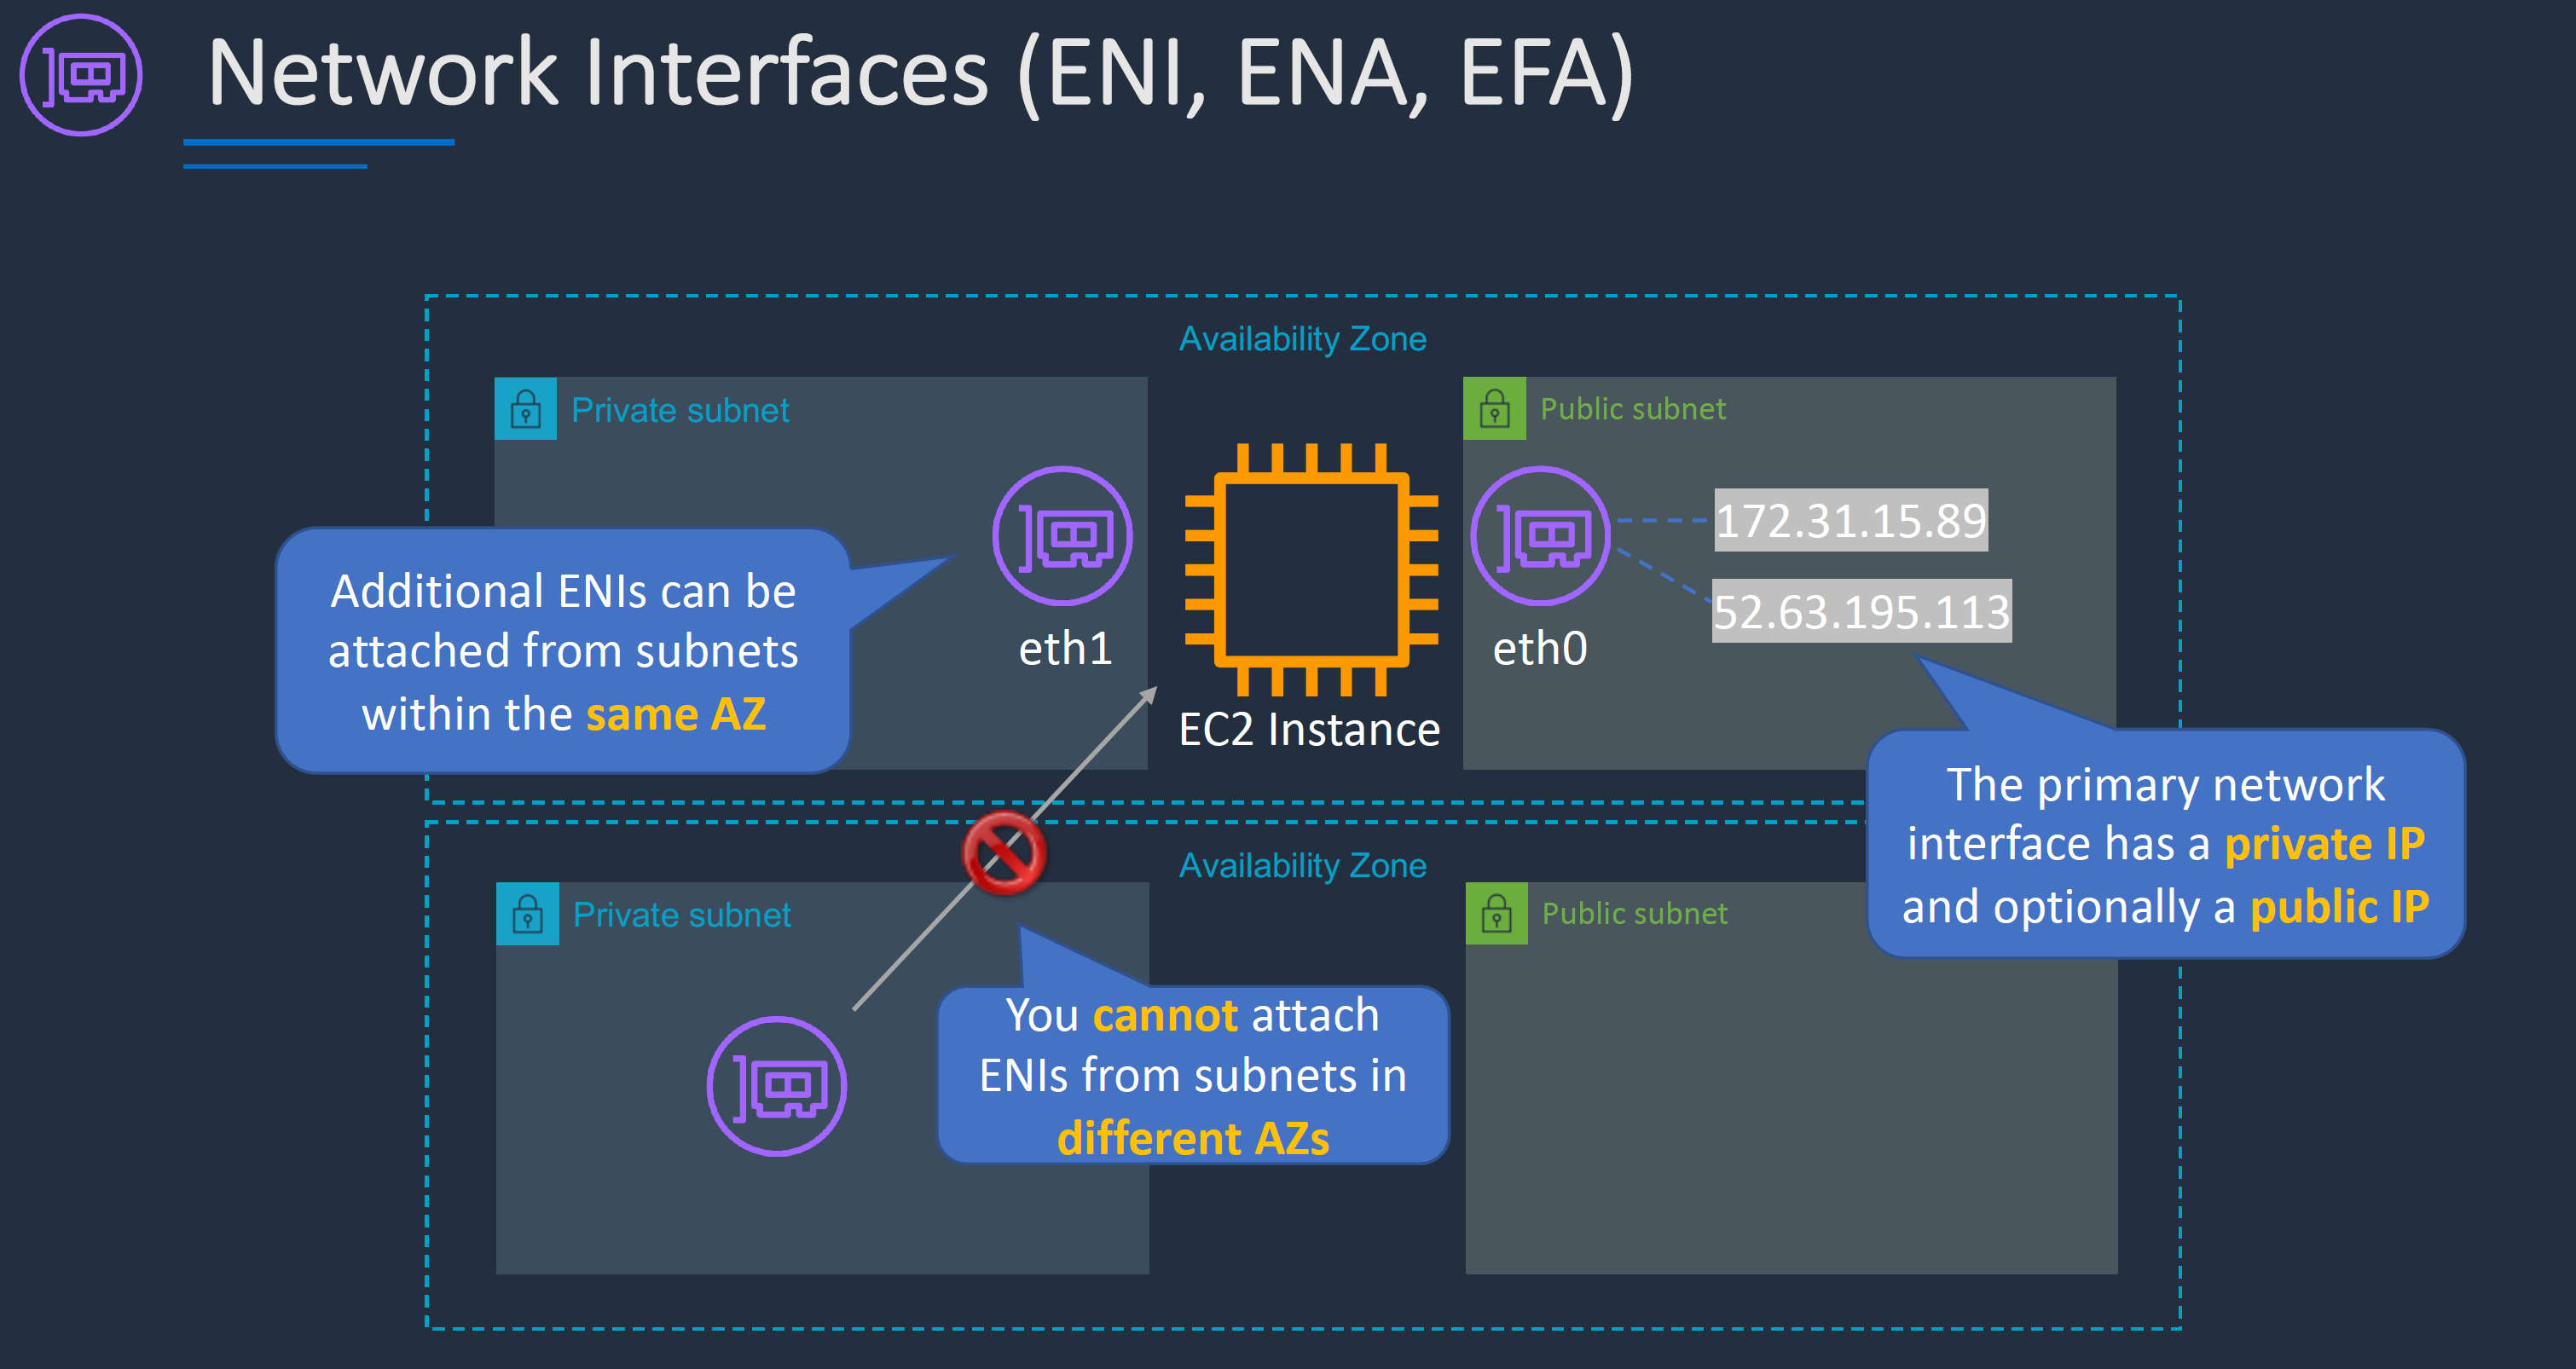 Network Interfaces (ENI, ENA, EFA)
Availability Zone
Private subnet
Public subnet
172.31.15.89
52.63.195.113
eth1
eth0
EC2 Instance
Additional ENIs can be
attached from subnets
within the same AZ
The primary network
interface has a private IP
and optionally a public IP
Availability Zone
Private subnet
Public subnet
You cannot attach
ENIs from subnets in
different AZs